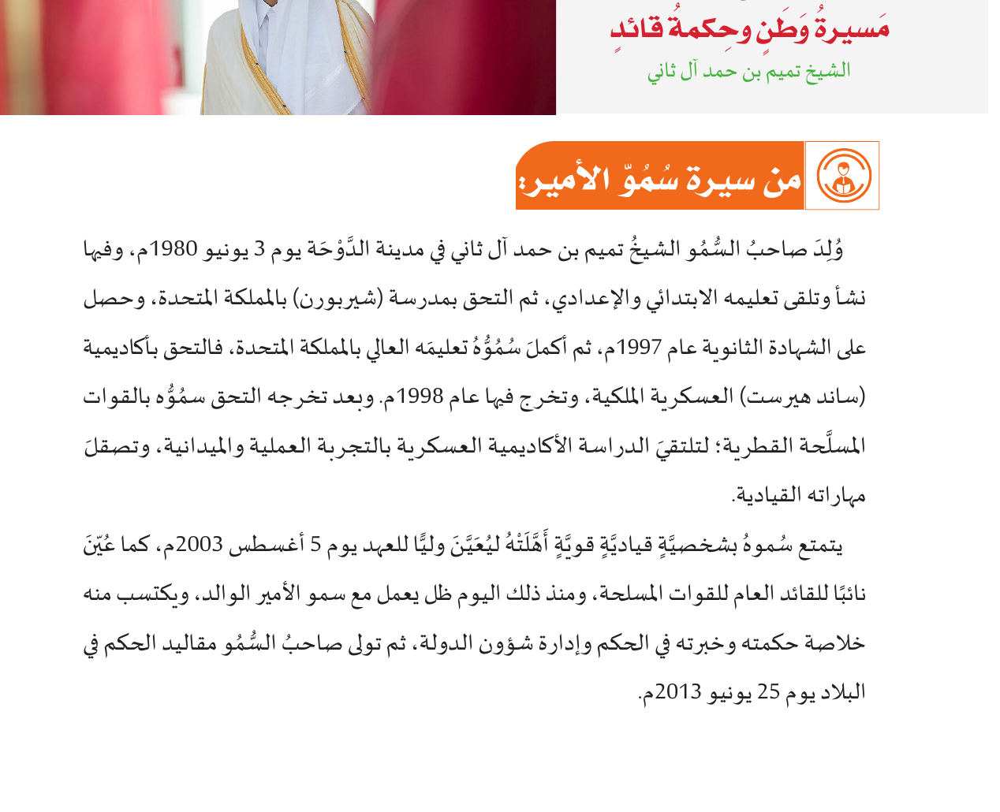 مَسيرةُ وَطَنٍ وحِكمةُ قائدٍ
الشيخ تميم بن حمد آل ثاني
من سيرة سُمُوّ الأمير:
وُلِدَ صاحبُ السُّمُو الشيخُ تميم بن حمد آل ثاني في مدينة الدَّوْحَة يوم 3 يونيو 1980م، وفيها
نشأ وتلقى تعليمه الابتدائي والإعدادي، ثم التحق بمدرسة (شيربورن) بالمملكة المتحدة، وحصل
على الشهادة الثانوية عام 1997م، ثم أكملَ سُمُوُّهُ تعليمَه العالي بالمملكة المتحدة، فالتحق بأكاديمية
(ساند هيرست) العسكرية الملكية، وتخرج فيها عام 1998م. وبعد تخرجه التحق سمُوُّه بالقوات
المسلَّحة القطرية؛ لتلتقيَ الدراسة الأكاديمية العسكرية بالتجربة العملية والميدانية، وتصقلَ
مهاراته القيادية.
يتمتع سُموهُ بشخصيَّةٍ قياديَّةٍ قويَّةٍ أَهَّلَتْهُ ليُعَيَّنَ وليًّا للعهد يوم 5 أغسطس 2003م، كما عُيّنَ
نائبًا للقائد العام للقوات المسلحة، ومنذ ذلك اليوم ظل يعمل مع سمو الأمير الوالد، ويكتسب منه
خلاصة حكمته وخبرته في الحكم وإدارة شؤون الدولة، ثم تولى صاحبُ السُّمُو مقاليد الحكم في
البلاد يوم 25 يونيو 2013م.